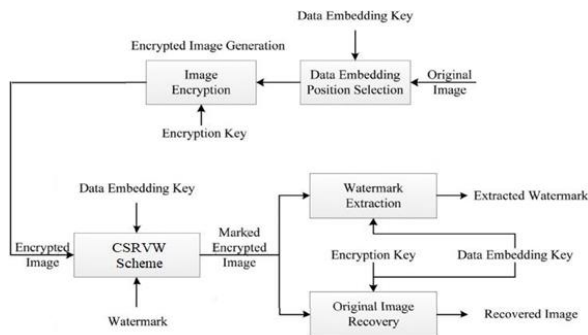 Data Embedding Key
Encrypted Image Generation
Image
Encryption
Data Embedding
Position Selection
Original
Image
Encryption Key
Data Embedding Key
Watermark
Extraction
Extracted Watermark
Encrypted
Image
CSRVW
Scheme
Marked
Encrypted
Image
Encryption Key
Data Embedding Key
Watermark
Original Image
Recovery
Recovered Image